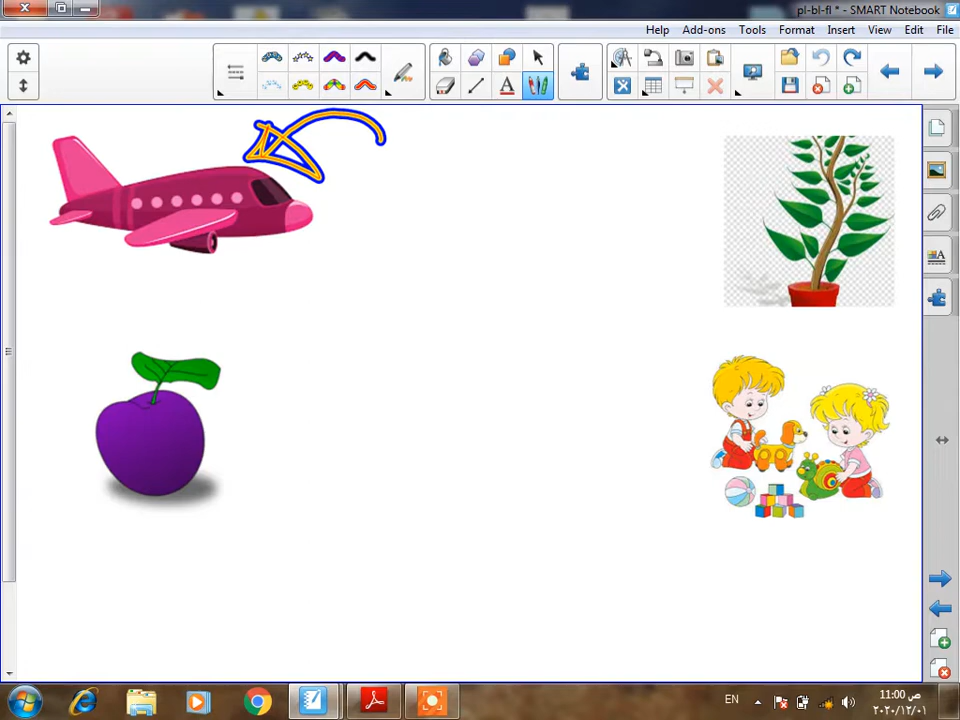 pl-bl-fl * - SMART Notebook
Help Add-ons Tools Format Insert View Edit File
EN
11:00 ص
٢٠٢٠/١٢/٠١